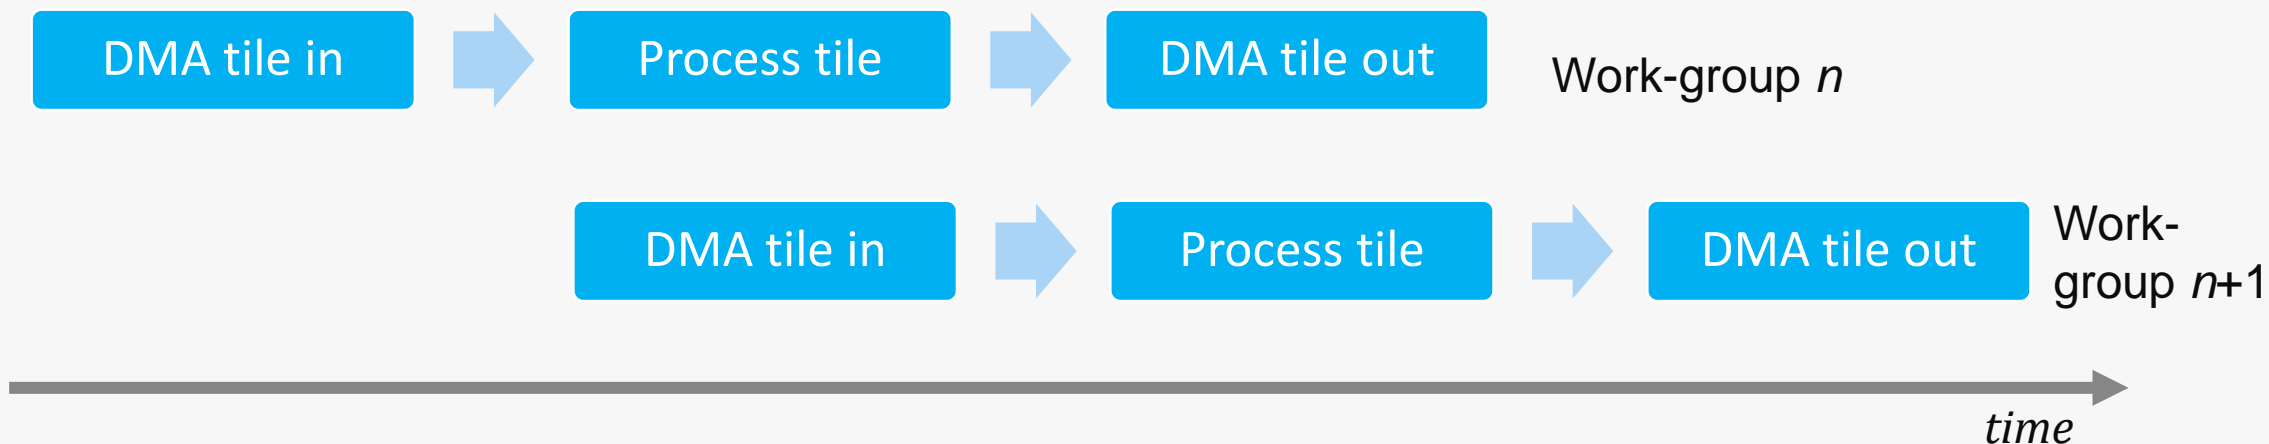 DMA tile in
Process tile
DMA tile out
Work-group n
DMA tile in
Process tile
DMA tile out
Work-
group n+1
time